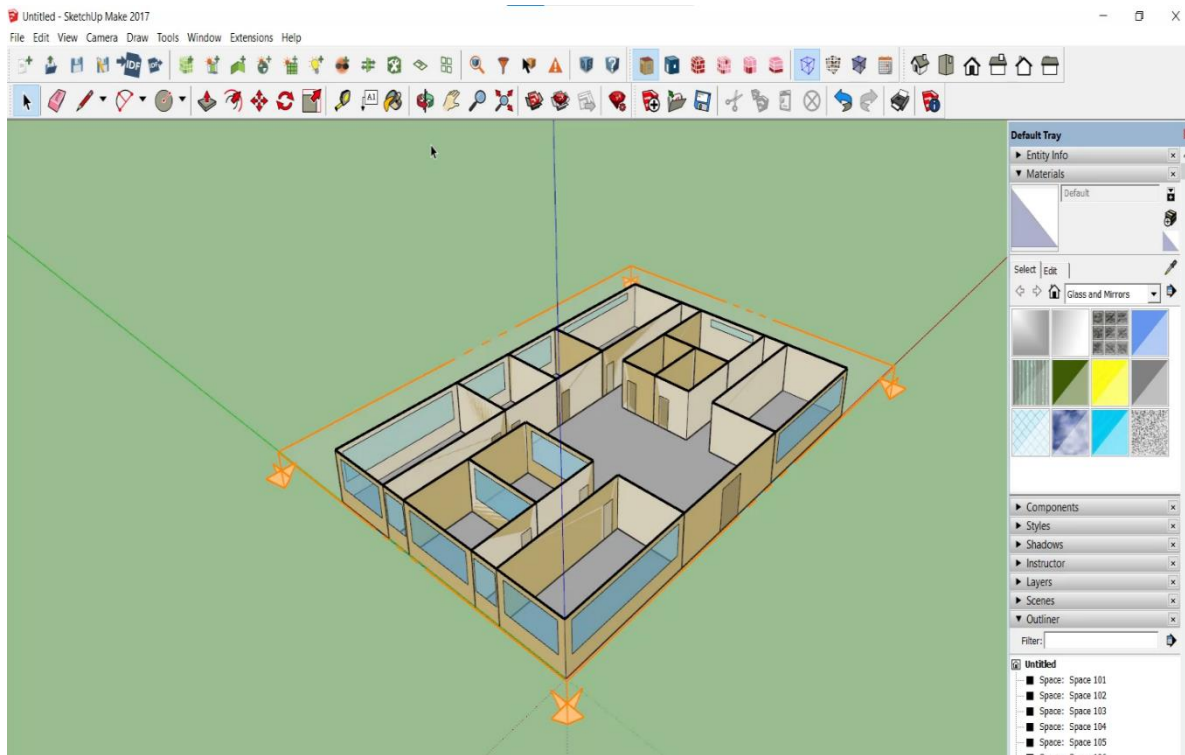 Untitled - SketchUp Make 2017
File Edit View Camera Draw Tools Window Extensions Help
IDF
A1
Default Tray
Entity Info
Materials
Default
Select Edit
Glass and Mirrors
Components
Styles
Shadows
Instructor
Layers
Scenes
Outliner
Filter:
Untitled
Space: Space 101
Space: Space 102
Space: Space 103
Space: Space 104
Space: Space 105